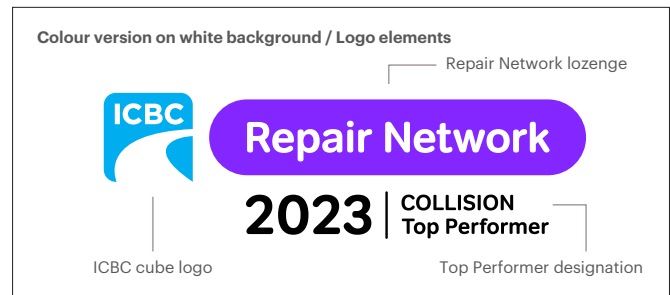 Colour version on white background / Logo elements
Repair Network lozenge
ICBC
Repair Network
2023
COLLISION
Top Performer
ICBC cube logo
Top Performer designation